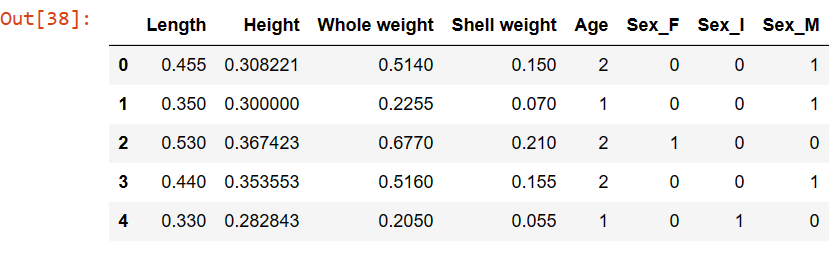 Out[38]:
Length Height Whole weight Shell weight Age Sex_F Sex_I Sex_M
0 0.455 0.308221 0.5140 0.150 2 0 0 1
1 0.350 0.300000 0.2255 0.070 1 0 0 1
2 0.530 0.367423 0.6770 0.210 2 1 0 0
3 0.440 0.353553 0.5160 0.155 2 0 0 1
4 0.330 0.282843 0.2050 0.055 1 0 1 0